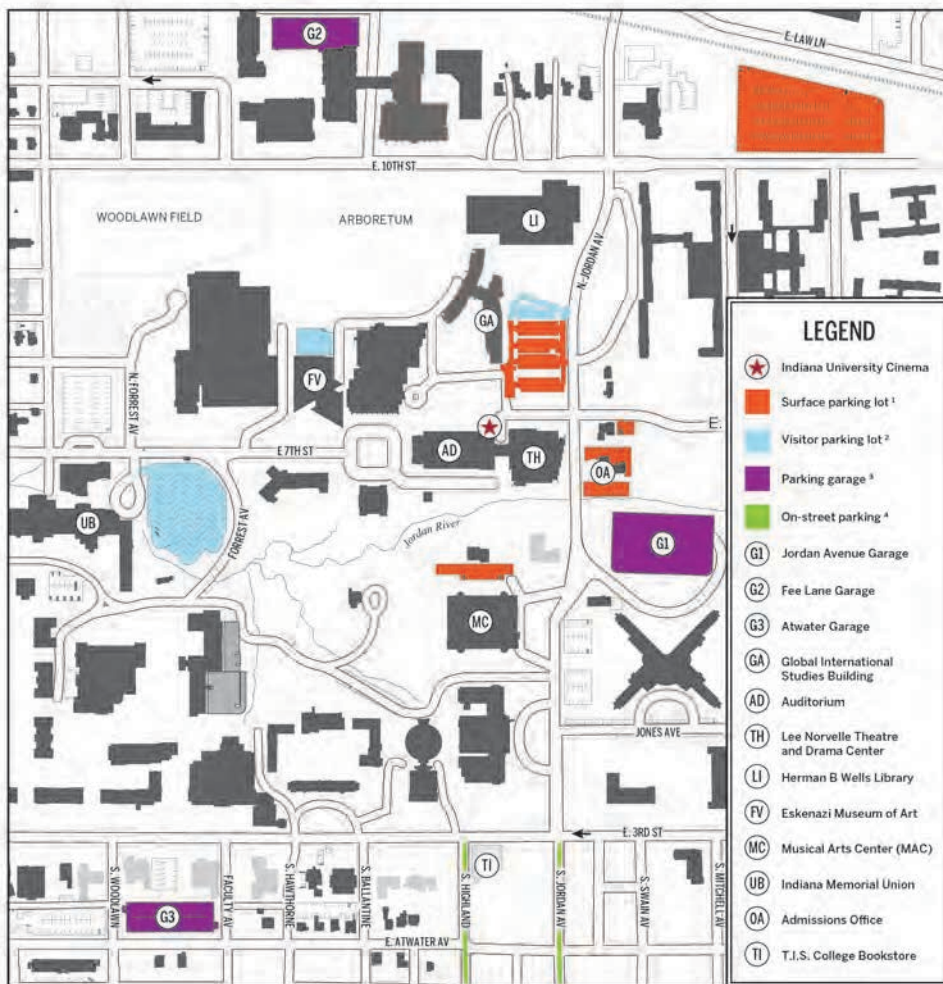 G2
E. LAW LN
E. 10TH ST
WOODLAWN FIELD
ARBORETUM
LI
N. JORDAN AV
GA
FV
N. FORREST AV
E.
E 7TH ST
AD
TH
OA
UB
FORREST AV
Jordan River
G1
MC
JONES AVE
E. 3RD ST
TI
S. WOODLAWN
FACULTY AV
S. HAWTHORNE
S. BALLANTINE
S. HIGHLAND
S. JORDAN AV
S. SWAIN AV
S. MITCHELL AV
G3
E. ATWATER AV
LEGEND
Indiana University Cinema
Surface parking lot ¹
Visitor parking lot ²
Parking garage ³
On-street parking ⁴
G1 Jordan Avenue Garage
G2 Fee Lane Garage
G3 Atwater Garage
GA Global International
Studies Building
AD Auditorium
TH Lee Norvelle Theatre
and Drama Center
LI Herman B Wells Library
FV Eskenazi Museum of Art
MC Musical Arts Center (MAC)
UB Indiana Memorial Union
OA Admissions Office
TI T.I.S. College Bookstore